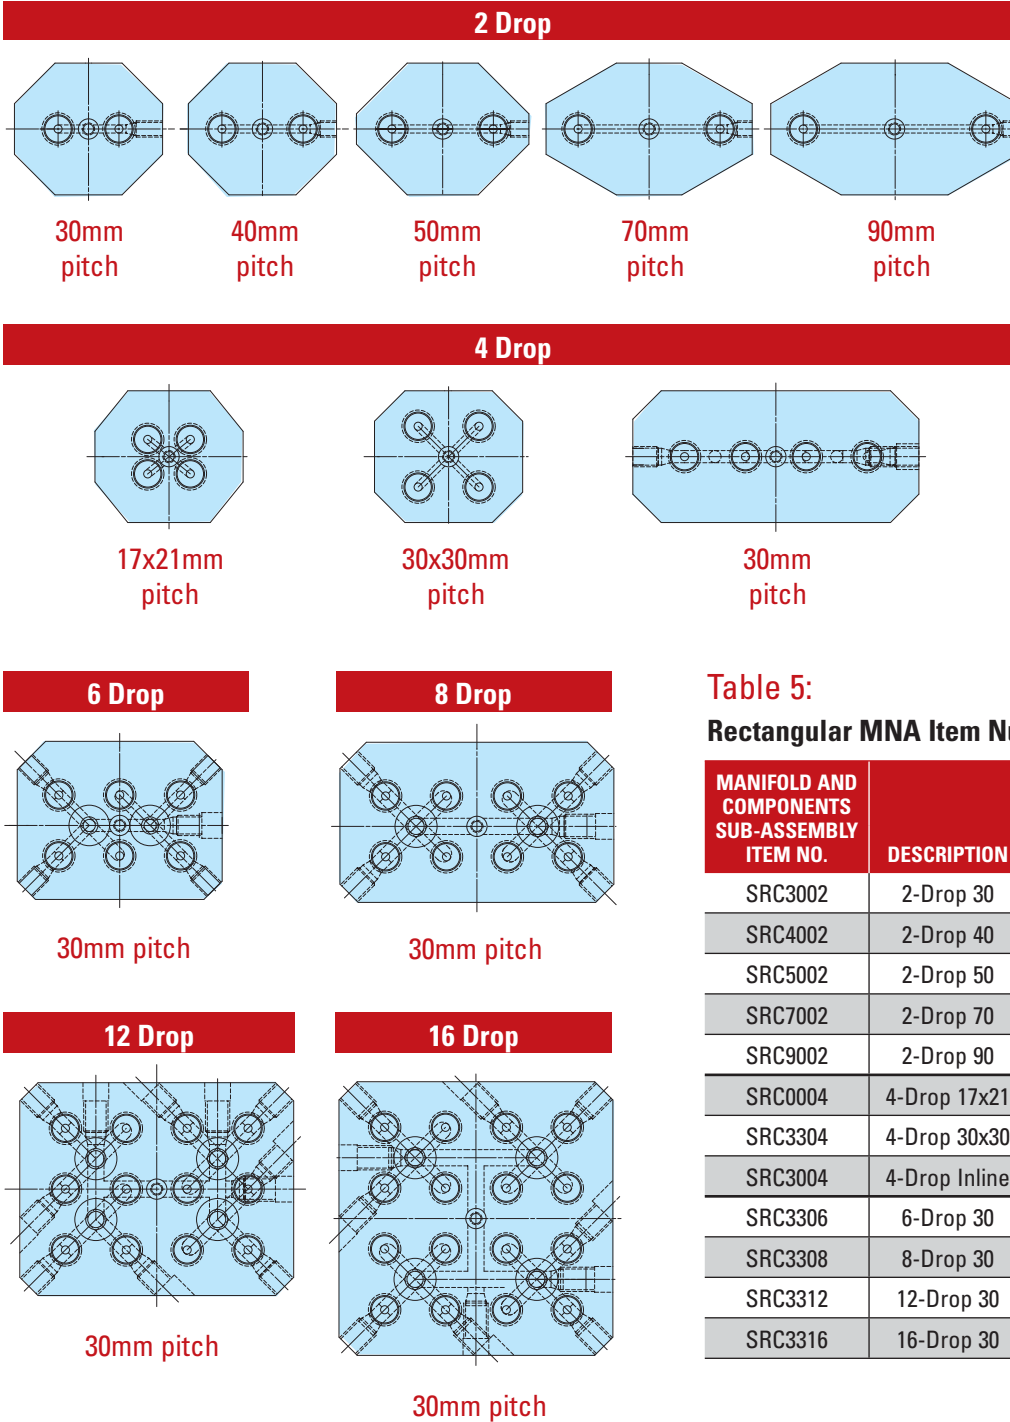 2 Drop
30mm
pitch
40mm
pitch
50mm
pitch
70mm
pitch
90mm
pitch
4 Drop
17x21mm
pitch
30x30mm
pitch
30mm
pitch
6 Drop
30mm pitch
8 Drop
30mm pitch
12 Drop
30mm pitch
16 Drop
30mm pitch
Table 5:
Rectangular MNA Item
MANIFOLD AND
COMPONENTS
SUB-ASSEMBLY
ITEM NO.
DESCRIPTION
SRC3002 2-Drop 30
SRC4002 2-Drop 40
SRC5002 2-Drop 50
SRC7002 2-Drop 70
SRC9002 2-Drop 90
SRC0004 4-Drop 17x21
SRC3304 4-Drop 30x30
SRC3004 4-Drop Inline
SRC3306 6-Drop 30
SRC3308 8-Drop 30
SRC3312 12-Drop 30
SRC3316 16-Drop 30